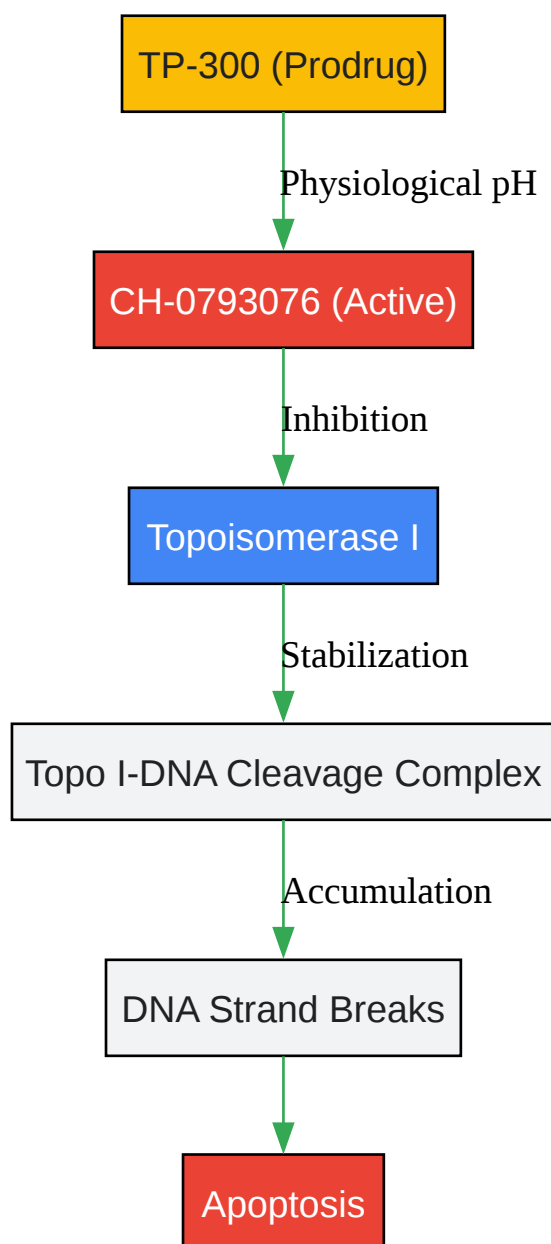 TP-300 (Prodrug)
Physiological pH
CH-0793076 (Active)
Inhibition
Topoisomerase I
Stabilization
Topo I-DNA Cleavage Complex
Accumulation
DNA Strand Breaks
Apoptosis